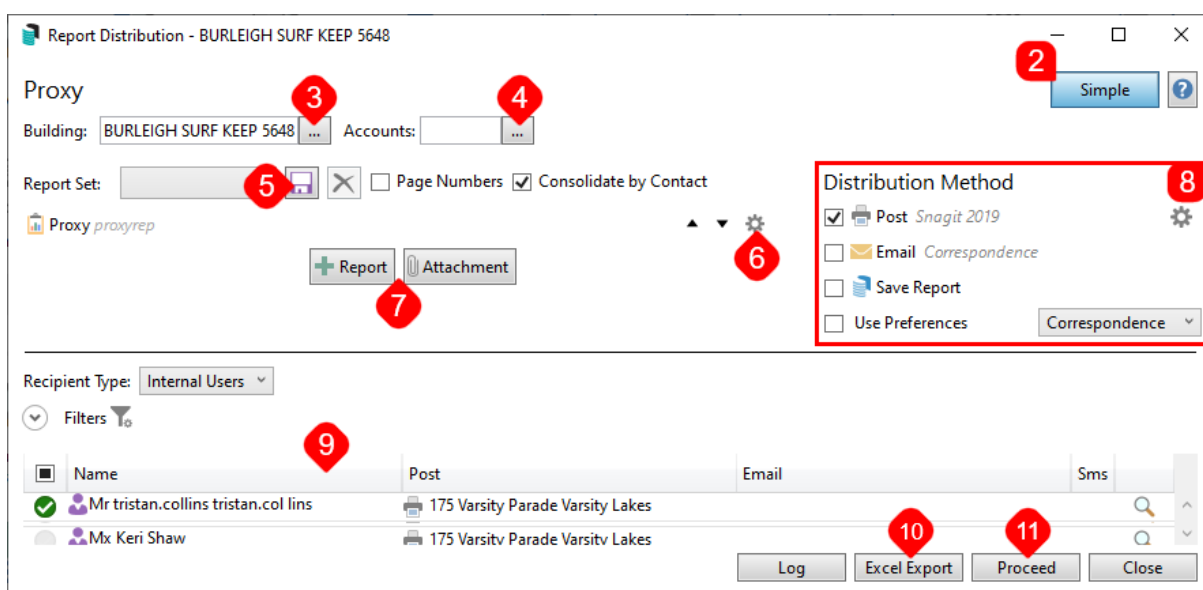 Report Distribution - BURLEIGH SURF KEEP 5648
2
Proxy
Simple
?
3
4
Building: BURLEIGH SURF KEEP 5648 ... Accounts: ...
Report Set: 5 Page Numbers Consolidate by Contact
Proxy proxyrep
6
Report Attachment
7
Distribution Method 8
Post Snagit 2019
Email Correspondence
Save Report
Use Preferences Correspondence
Recipient Type: Internal Users
Filters
9
Name Post Email Sms
Mr tristan.collins tristan.col lins 175 Varsity Parade Varsity Lakes
Mx Keri Shaw 175 Varsity Parade Varsity Lakes
10 11
Log Excel Export Proceed Close